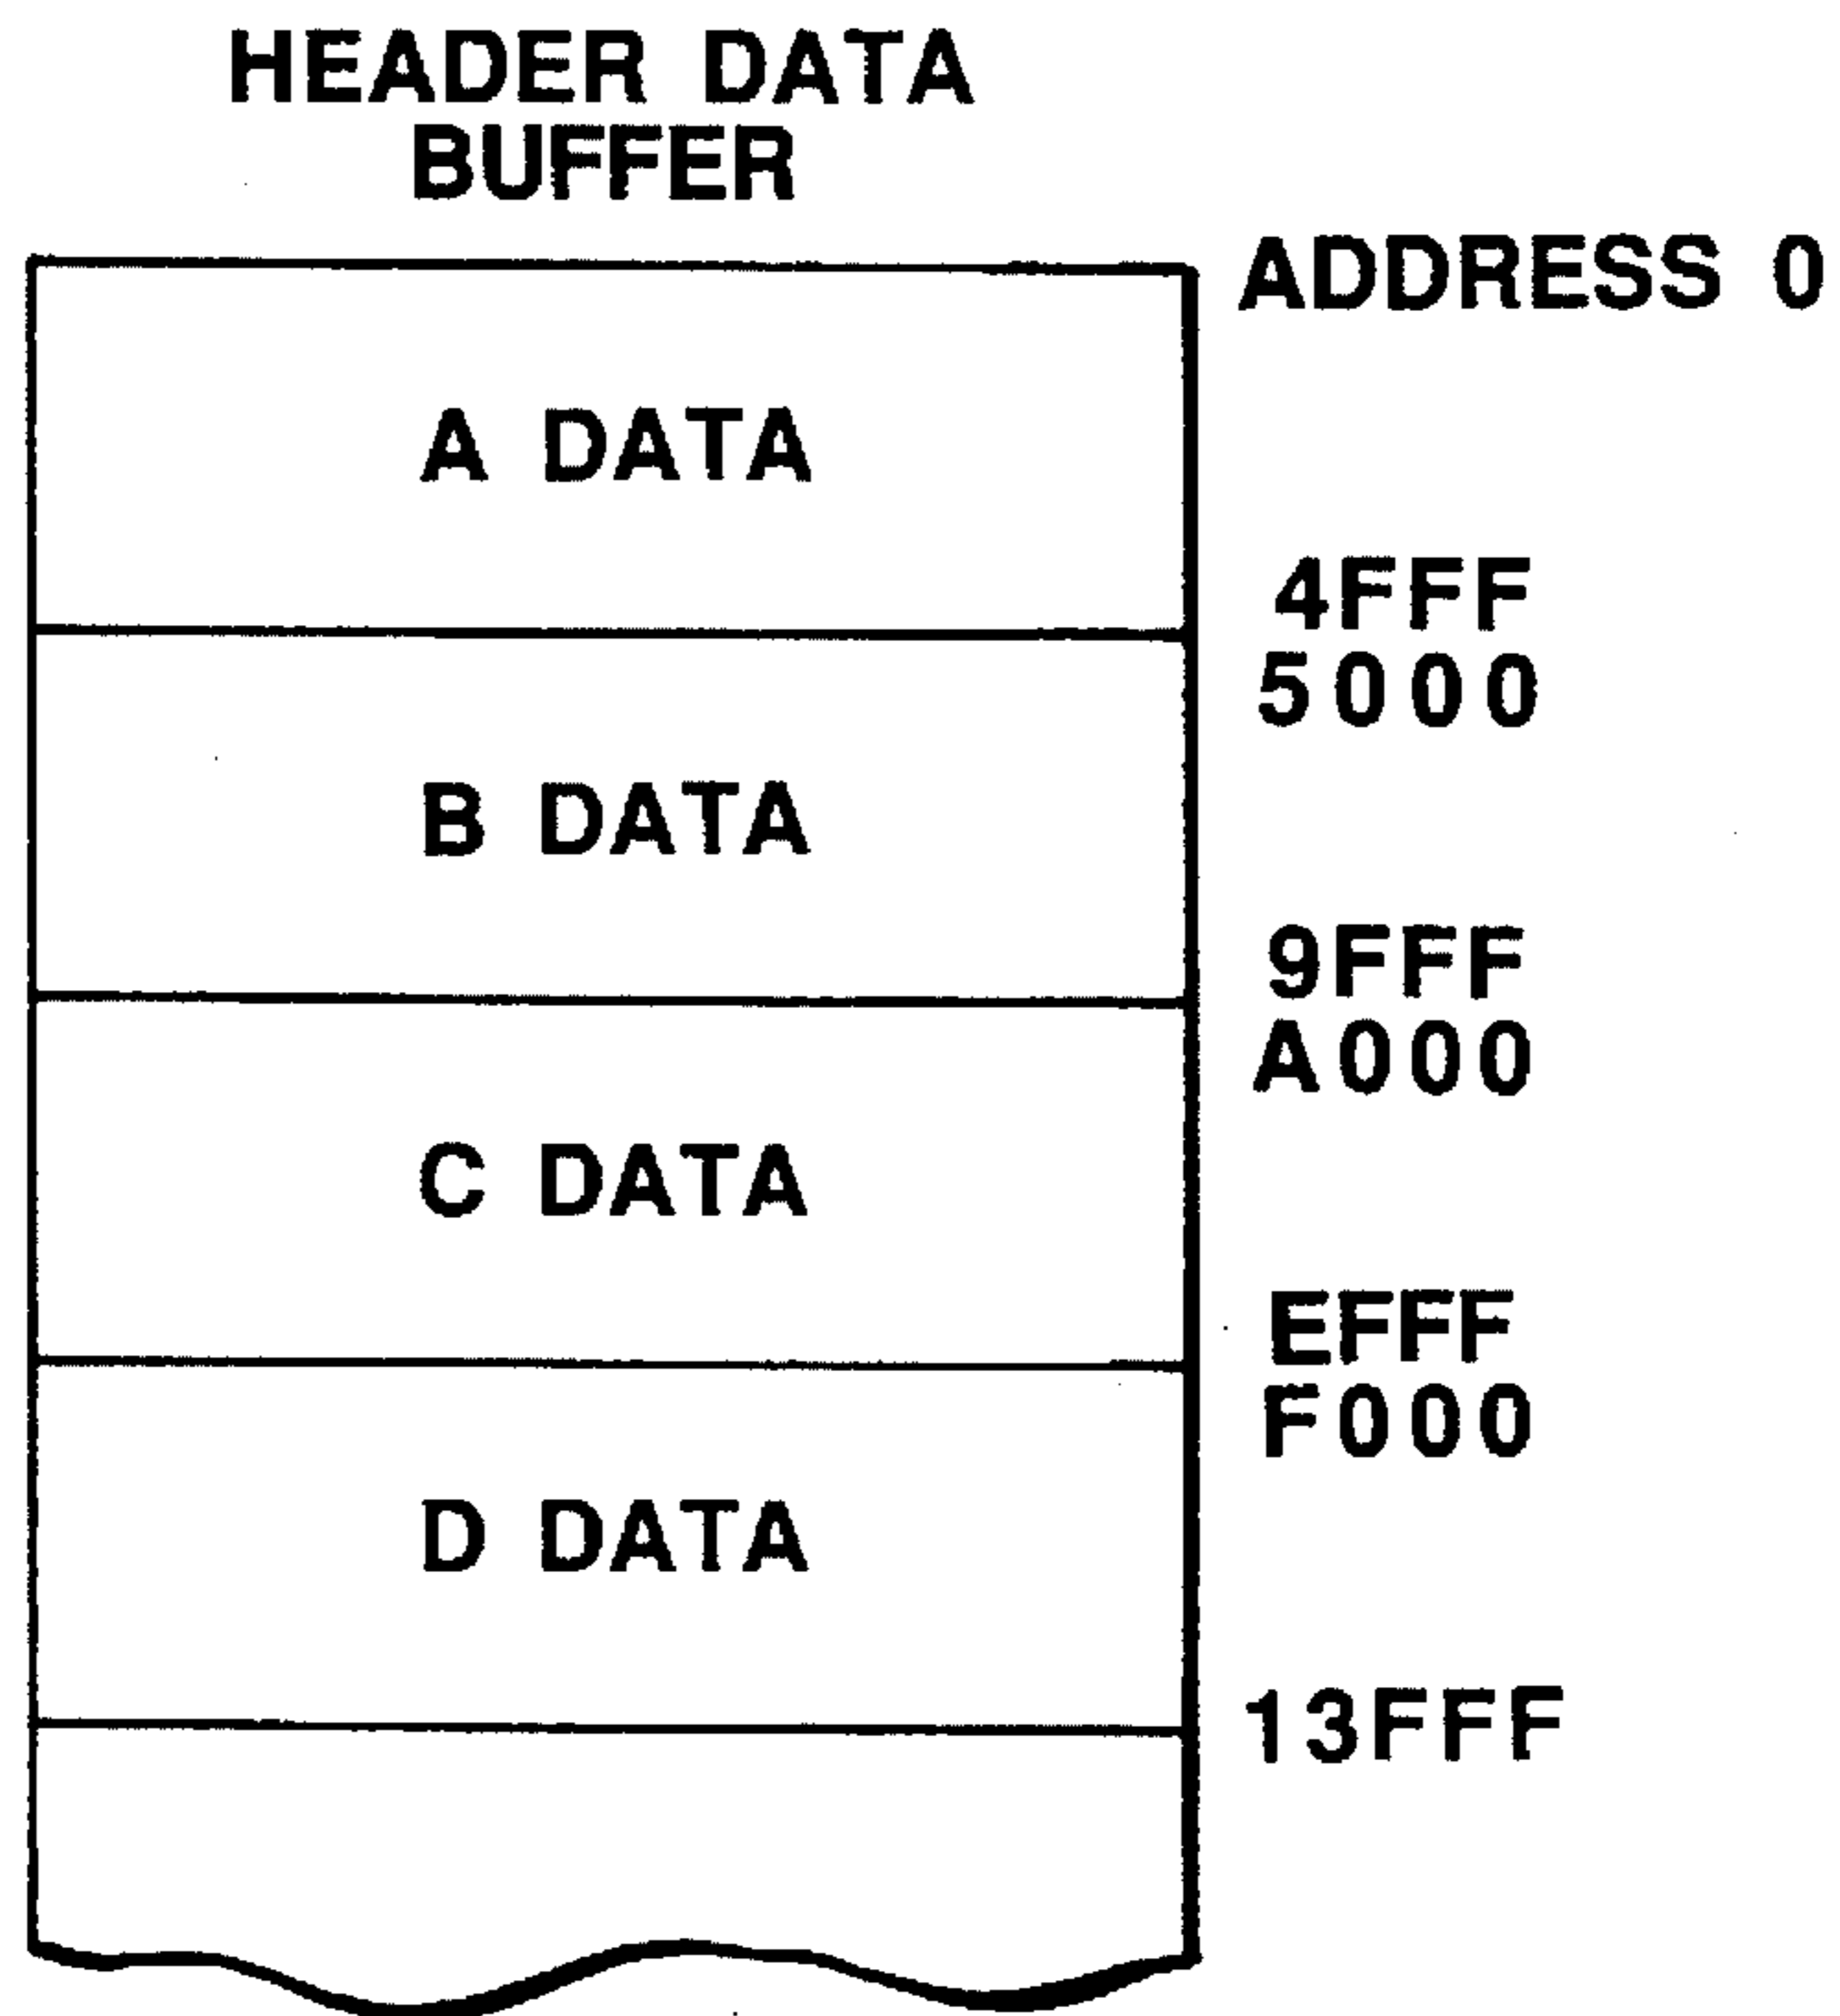 HEADER DATA
BUFFER
ADDRESS 0
A DATA
4FFF
5000
B DATA
9FFF
A000
C DATA
EFFF
F000
D DATA
13FFF